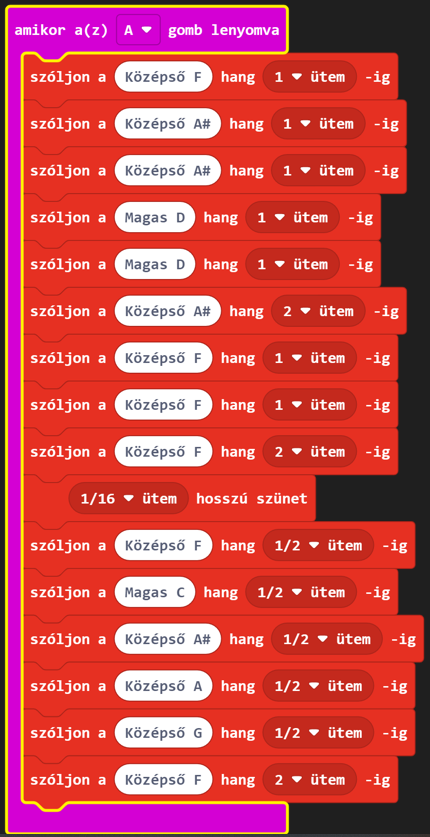 amikor a(z) A gomb lenyomva
szóljon a Középső F hang 1 ütem -ig
szóljon a Középső A# hang 1 ütem -ig
szóljon a Középső A# hang 1 ütem -ig
szóljon a Magas D hang 1 ütem -ig
szóljon a Magas D hang 1 ütem -ig
szóljon a Középső A# hang 2 ütem -ig
szóljon a Középső F hang 1 ütem -ig
szóljon a Középső F hang 1 ütem -ig
szóljon a Középső F hang 2 ütem -ig
1/16 ütem hosszú szünet
szóljon a Középső F hang 1/2 ütem -ig
szóljon a Magas C hang 1/2 ütem -ig
szóljon a Középső A# hang 1/2 ütem -ig
szóljon a Középső A hang 1/2 ütem -ig
szóljon a Középső G hang 1/2 ütem -ig
szóljon a Középső F hang 2 ütem -ig